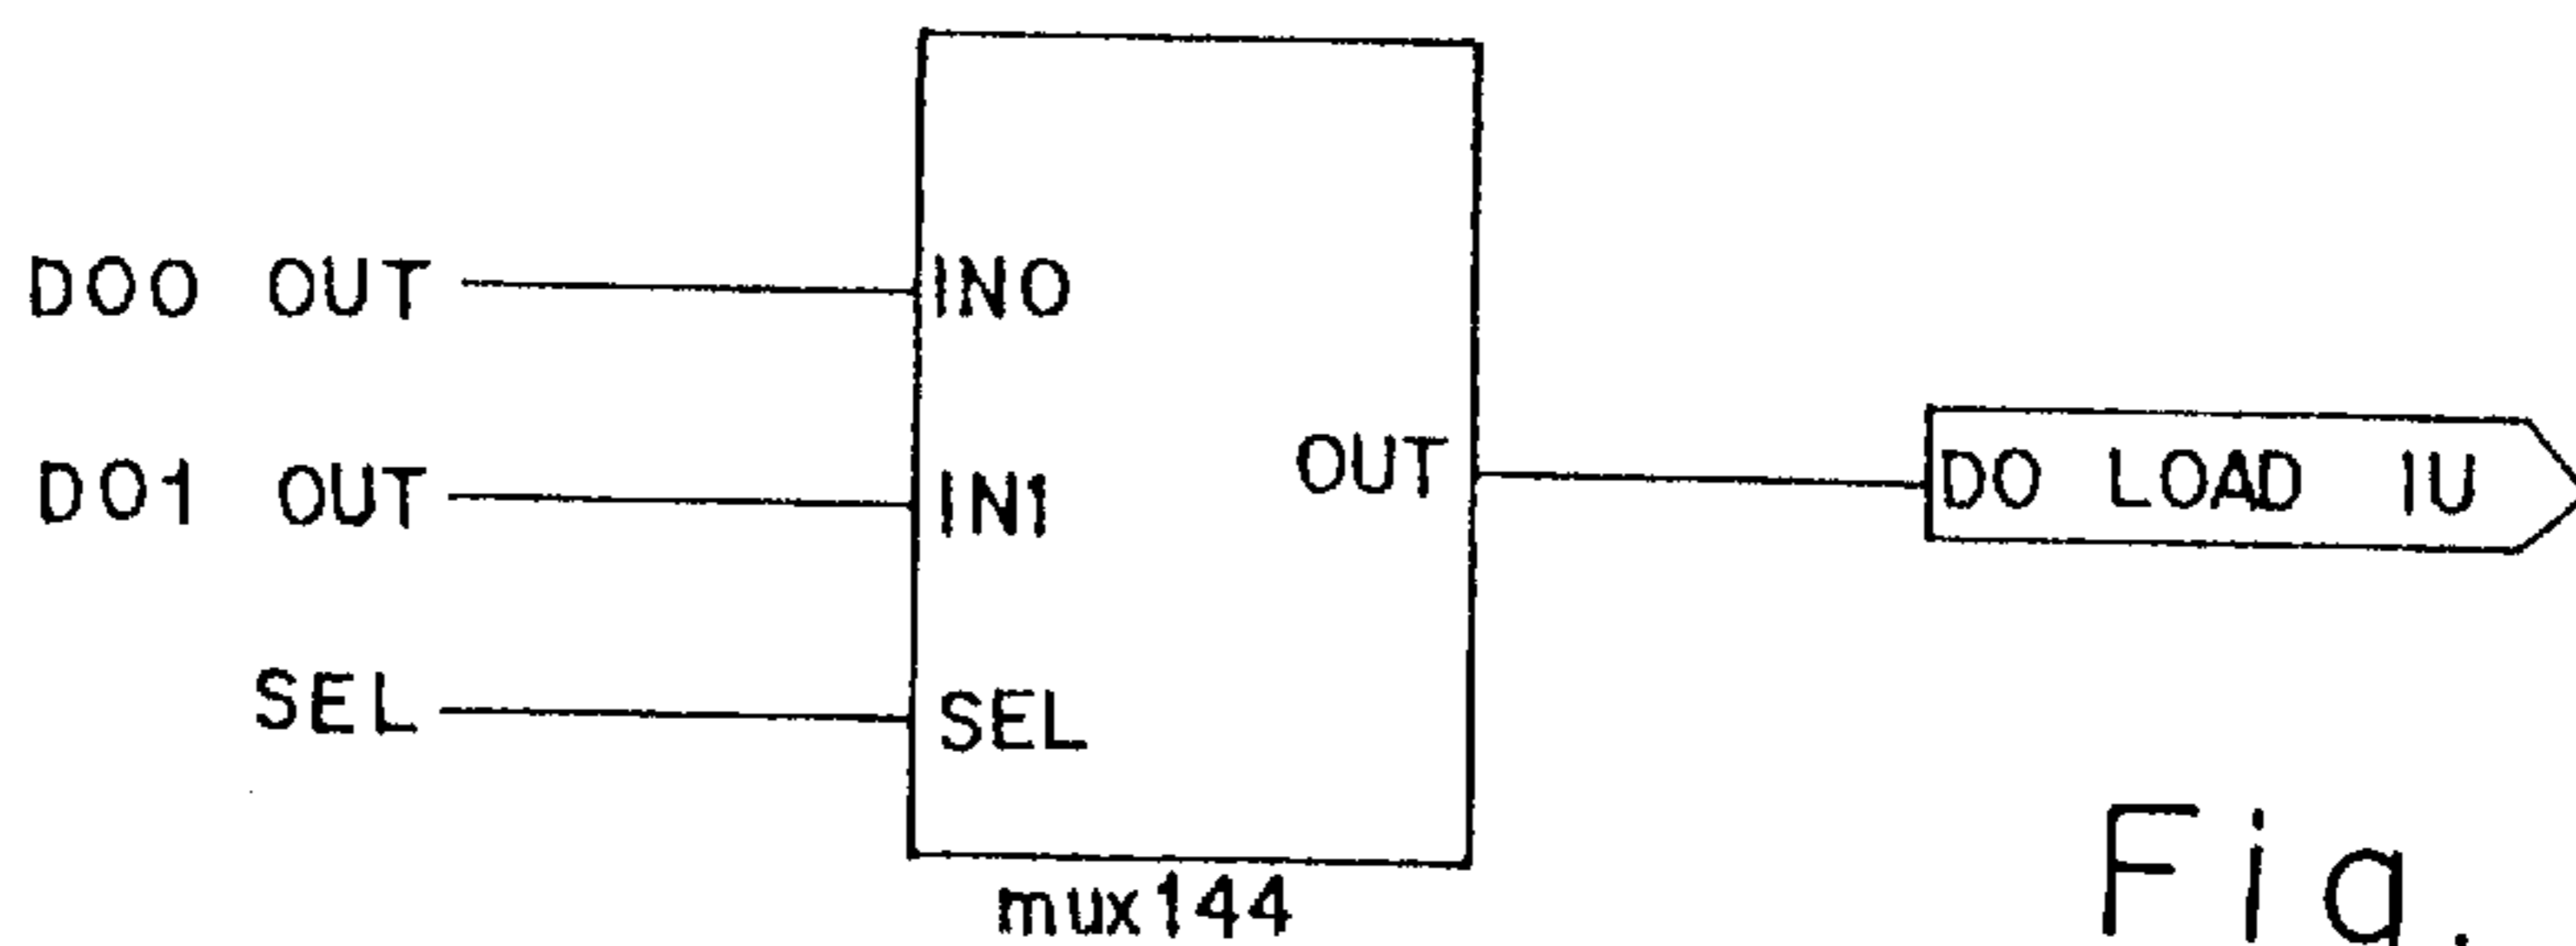 DO0 OUT
IN0
DO1 OUT
IN1
OUT
DO LOAD IU
SEL
SEL
mux144
Fig.